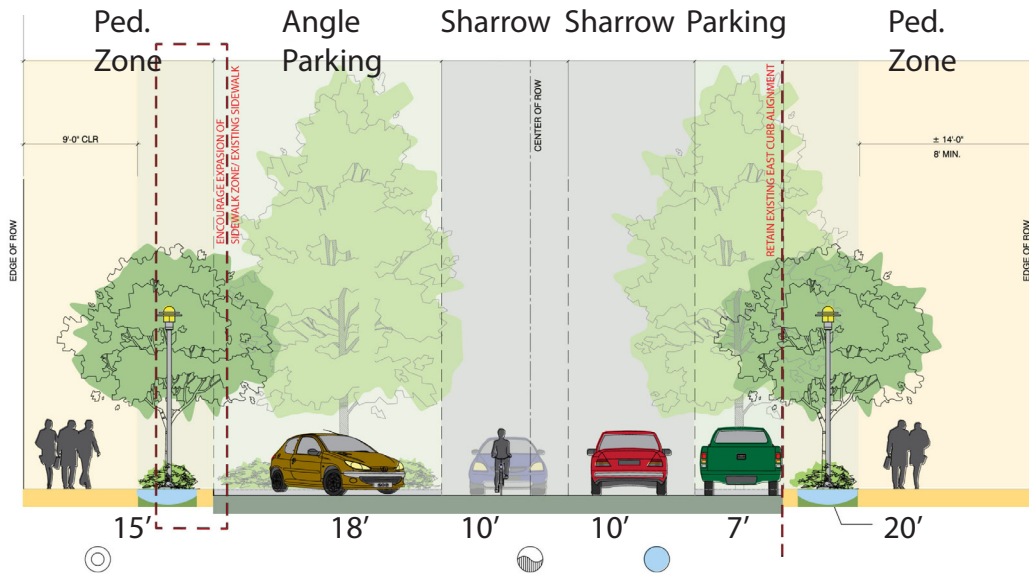 Ped.
Zone
Angle
Parking
Sharrow
Sharrow
Parking
Ped.
Zone
ENCOURAGE EXPASION OF
SIDEWALK ZONE/ EXISTING SIDEWALK
CENTER OF ROW
RETAIN EXISTING EAST CURB ALIGNMENT
9'-0" CLR
± 14'-0"
8' MIN.
EDGE OF ROW
EDGE OF ROW
15’
18’
10’
10’
7’
20’